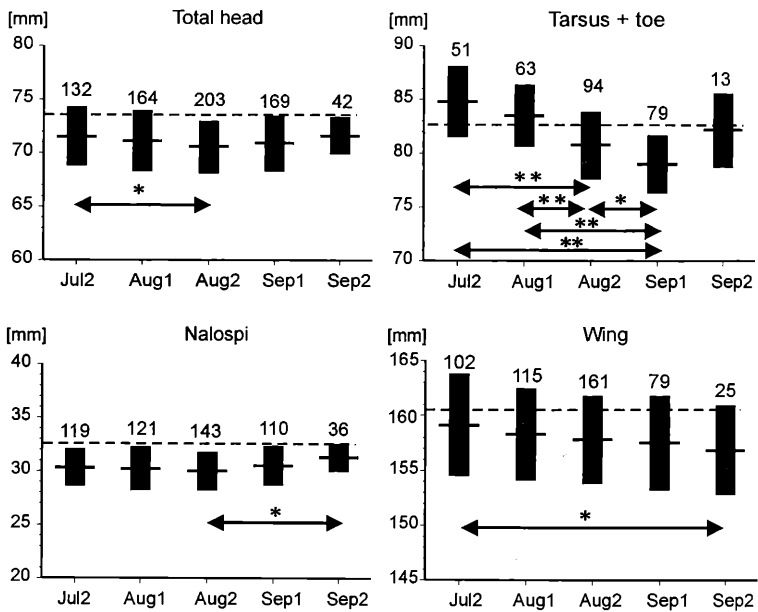 [mm] Total head
80
75
70
65
60
132 164 203 169 42
*
Jul2 Aug1 Aug2 Sep1 Sep2
[mm] Tarsus + toe
90
85
80
75
70
51 63 94 79 13
**
** *
**
**
Jul2 Aug1 Aug2 Sep1 Sep2
[mm] Nalospi
40
35
30
25
20
119 121 143 110 36
*
Jul2 Aug1 Aug2 Sep1 Sep2
[mm] Wing
165
160
155
150
145
102 115 161 79 25
*
Jul2 Aug1 Aug2 Sep1 Sep2